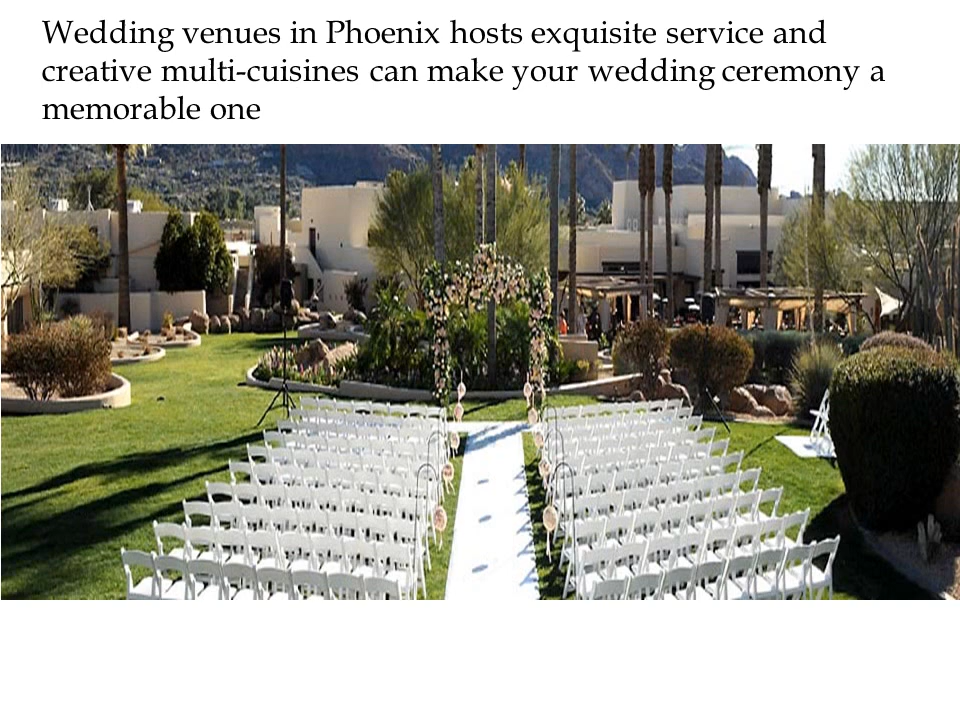 Wedding venues in Phoenix hosts exquisite service and
creative multi-cuisines can make your wedding ceremony a
memorable one